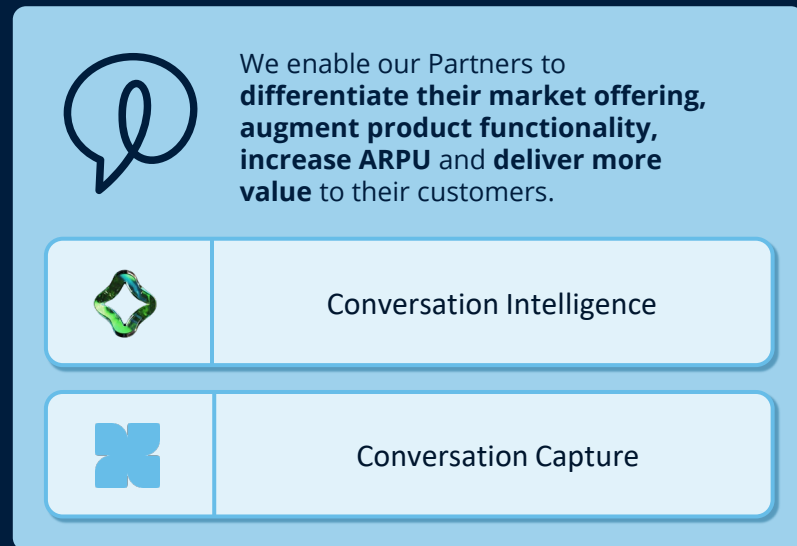 We enable our Partners to
differentiate their market offering,
augment product functionality,
increase ARPU and deliver more
value to their customers.
Conversation Intelligence
Conversation Capture